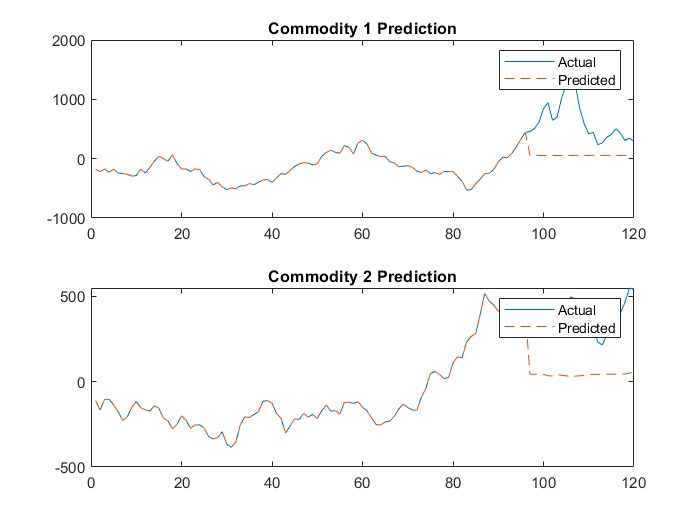 Commodity 1 Prediction
2000
1000
0
-1000
Actual
Predicted
0 20 40 60 80 100 120
Commodity 2 Prediction
500
0
-500
Actual
Predicted
0 20 40 60 80 100 120